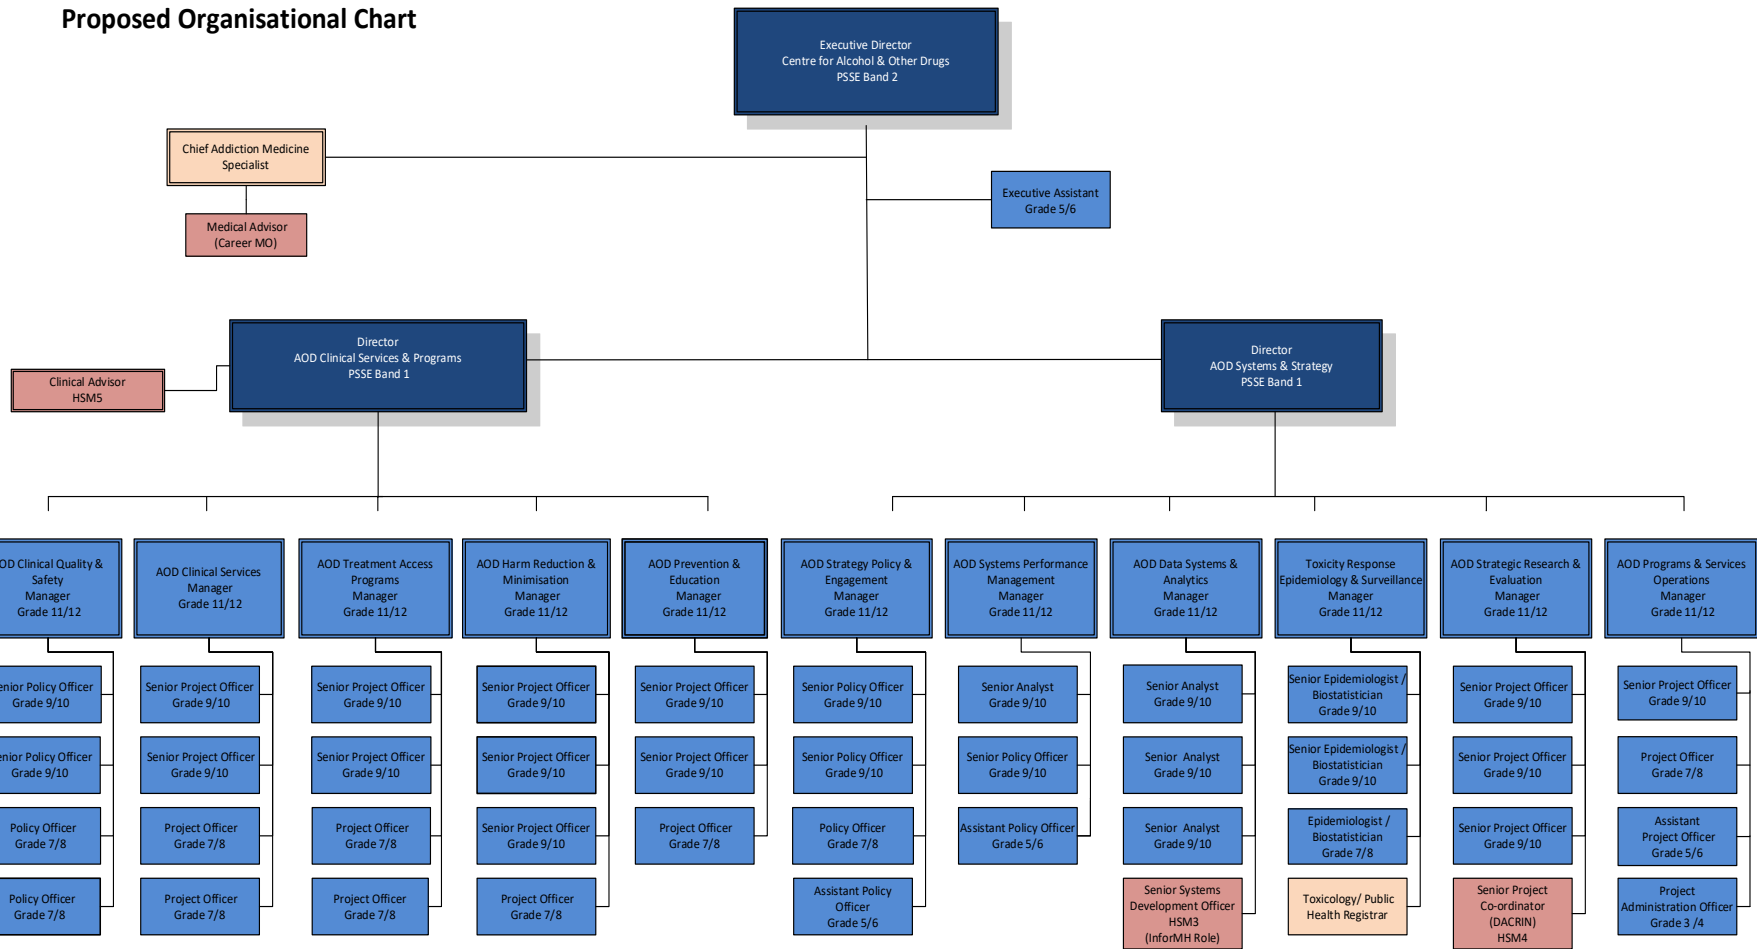 Proposed Organisational Chart
Executive Director
Centre for Alcohol & Other Drugs
PSSE Band 2
Chief Addiction Medicine
Specialist
Executive Assistant
Grade 5/6
Medical Advisor
(Career MO)
Director
AOD Clinical Services & Programs
PSSE Band 1
Director
AOD Systems & Strategy
PSSE Band 1
Clinical Advisor
HSM5
OD Clinical Quality &
Safety
Manager
Grade 11/12
AOD Clinical Services
Manager
Grade 11/12
AOD Treatment Access
Programs
Manager
Grade 11/12
AOD Harm Reduction &
Minimisation
Manager
Grade 11/12
AOD Prevention &
Education
Manager
Grade 11/12
AOD Strategy Policy &
Engagement
Manager
Grade 11/12
AOD Systems Performance
Management
Manager
Grade 11/12
AOD Data Systems &
Analytics
Manager
Grade 11/12
Toxicity Response
Epidemiology & Surveillance
Manager
Grade 11/12
AOD Strategic Research &
Evaluation
Manager
Grade 11/12
AOD Programs & Services
Operations
Manager
Grade 11/12
enior Policy Officer
Grade 9/10
Senior Project Officer
Grade 9/10
Senior Project Officer
Grade 9/10
Senior Project Officer
Grade 9/10
Senior Project Officer
Grade 9/10
Senior Policy Officer
Grade 9/10
Senior Analyst
Grade 9/10
Senior Analyst
Grade 9/10
Senior Epidemiologist /
Biostatistician
Grade 9/10
Senior Project Officer
Grade 9/10
Senior Project Officer
Grade 9/10
enior Policy Officer
Grade 9/10
Senior Project Officer
Grade 9/10
Senior Project Officer
Grade 9/10
Senior Project Officer
Grade 9/10
Senior Project Officer
Grade 9/10
Senior Policy Officer
Grade 9/10
Senior Policy Officer
Grade 9/10
Senior  Analyst
Grade 9/10
Senior Epidemiologist /
Biostatistician
Grade 9/10
Senior Project Officer
Grade 9/10
Project Officer
Grade 7/8
Policy Officer
Grade 7/8
Project Officer
Grade 7/8
Project Officer
Grade 7/8
Senior Project Officer
Grade 9/10
Project Officer
Grade 7/8
Policy Officer
Grade 7/8
Assistant Policy Officer
Grade 5/6
Senior  Analyst
Grade 9/10
Epidemiologist /
Biostatistician
Grade 7/8
Senior Project Officer
Grade 9/10
Assistant
Project Officer
Grade 5/6
Policy Officer
Grade 7/8
Project Officer
Grade 7/8
Project Officer
Grade 7/8
Project Officer
Grade 7/8
Assistant Policy
Officer
Grade 5/6
Senior Systems
Development Officer
HSM3
(InforMH Role)
Toxicology/ Public
Health Registrar
Senior Project
Co-ordinator
(DACRIN)
HSM4
Project
Administration Officer
Grade 3 /4